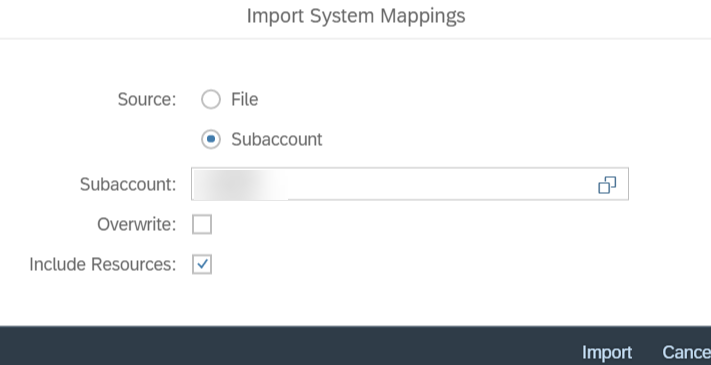 Import System Mappings
Source:
File
Subaccount
Subaccount:
Overwrite:
Include Resources:
Import Cance